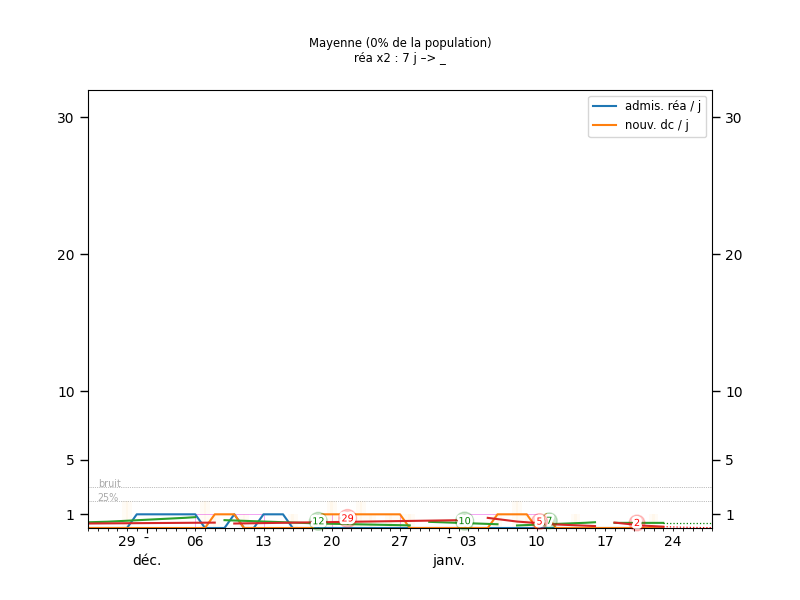 Mayenne (0% de la population)
réa x2 : 7 j –> _
admis. réa / j
nouv. dc / j
30 30
20 20
10 10
5 5
bruit
25%
1 12 29 10 5 7 2 1
29 - 06 13 20 27 - 03 10 17 24
déc. janv.